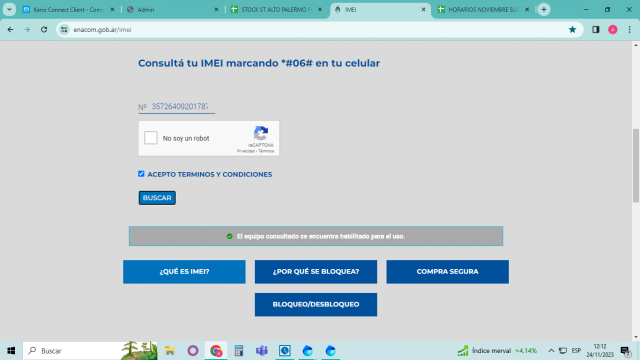 Kerio Connect Client - Com
Admin
STOCK ST ALTO PALERMO
IMEI
HORARIOS NOVIEMBRE SU
enacom.gob.ar/imei
A
Consultá tu IMEI marcando *#06# en tu celular
Nº 3572640920178
No soy un robot
reCAPTCHA
Privacidad - Términos
ACEPTO TERMINOS Y CONDICIONES
BUSCAR
El equipo consultado se encuentra habilitado para el uso.
¿QUÉ ES IMEI?
¿POR QUÉ SE BLOQUEA?
COMPRA SEGURA
BLOQUEO/DESBLOQUEO
Buscar
Índice merval +4,14%
ESP
12:12
24/11/2023